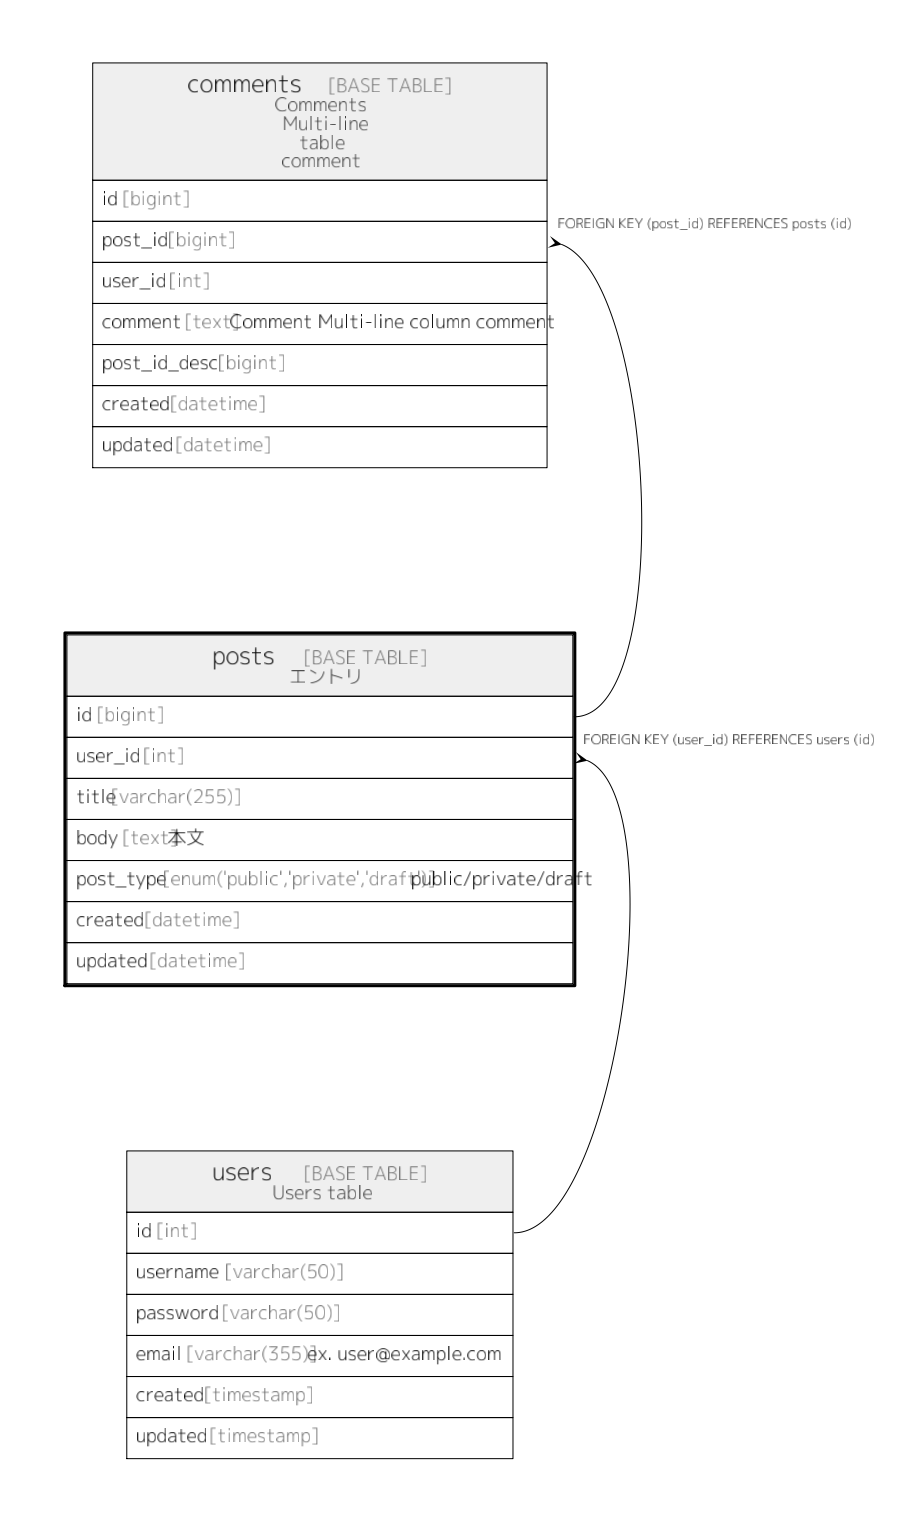 comments [BASE TABLE]
Comments
Multi-line
table
comment
id [bigint]
FOREIGN KEY (post_id) REFERENCES posts (id)
post_id [bigint]
user_id [int]
comment [text] Comment Multi-line column comment
post_id_desc [bigint]
created [datetime]
updated [datetime]
posts [BASE TABLE]
エントリ
id [bigint]
FOREIGN KEY (user_id) REFERENCES users (id)
user_id [int]
title [varchar(255)]
body [text] 本文
post_type [enum('public','private','draft')] public/private/draft
created [datetime]
updated [datetime]
users [BASE TABLE]
Users table
id [int]
username [varchar(50)]
password [varchar(50)]
email [varchar(355)] ex. user@example.com
created [timestamp]
updated [timestamp]